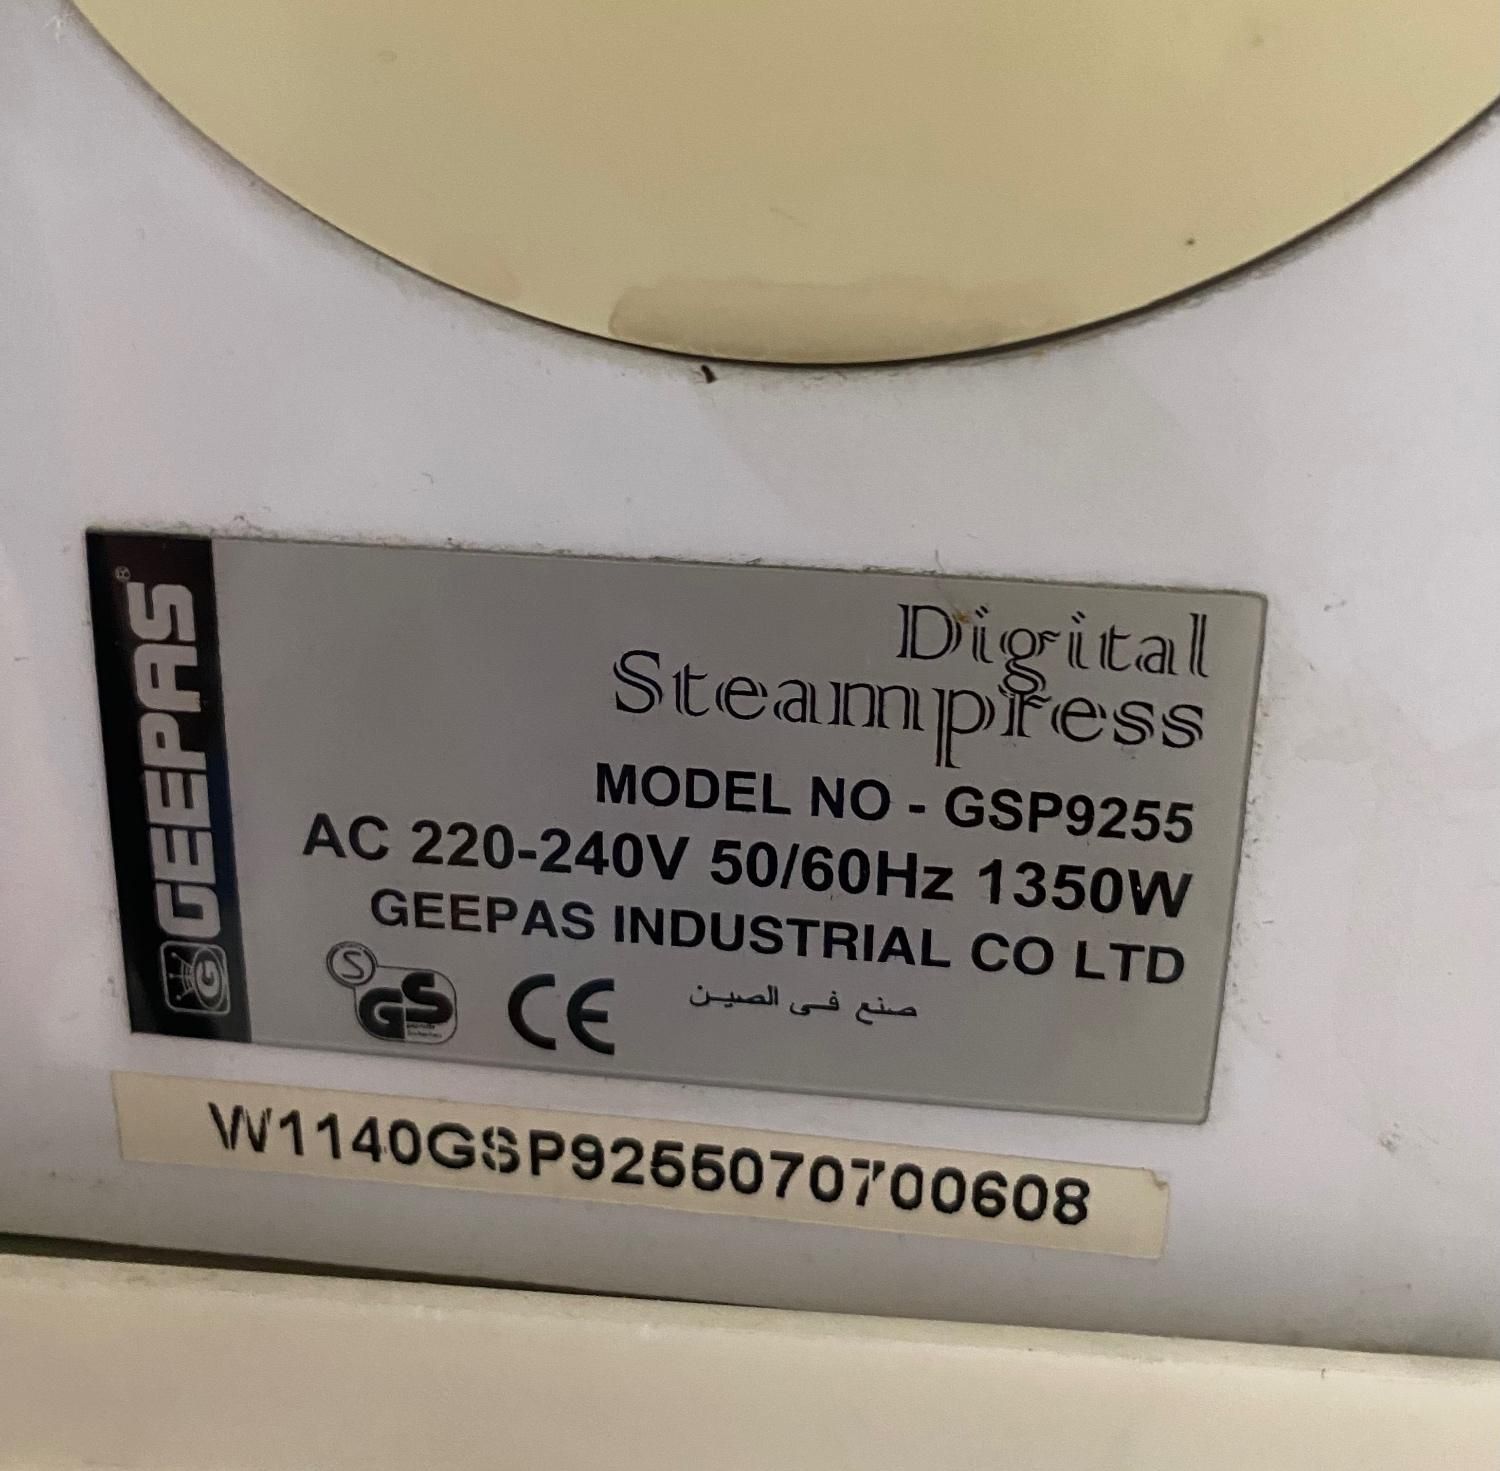 GEEPAS®
Digital
Steampress
MODEL NO - GSP9255
AC 220-240V 50/60Hz 1350W
GEEPAS INDUSTRIAL CO LTD
S GS CE صنع فى الصين
W1140GSP9255070700608